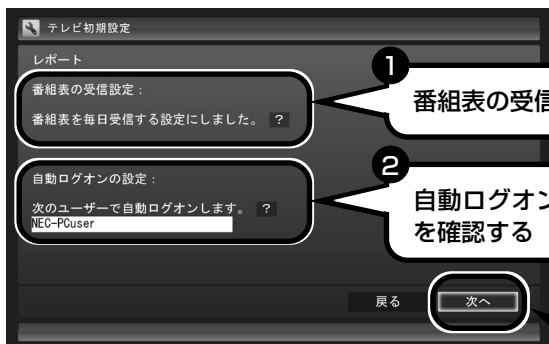 テレビ初期設定
レポート
番組表の受信設定：
番組表を毎日受信する設定にしました。 ?
自動ログオンの設定：
次のユーザーで自動ログオンします。 ?
NEC-PCuser
戻る 次へ
1
番組表の受信
2
自動ログオン
を確認する